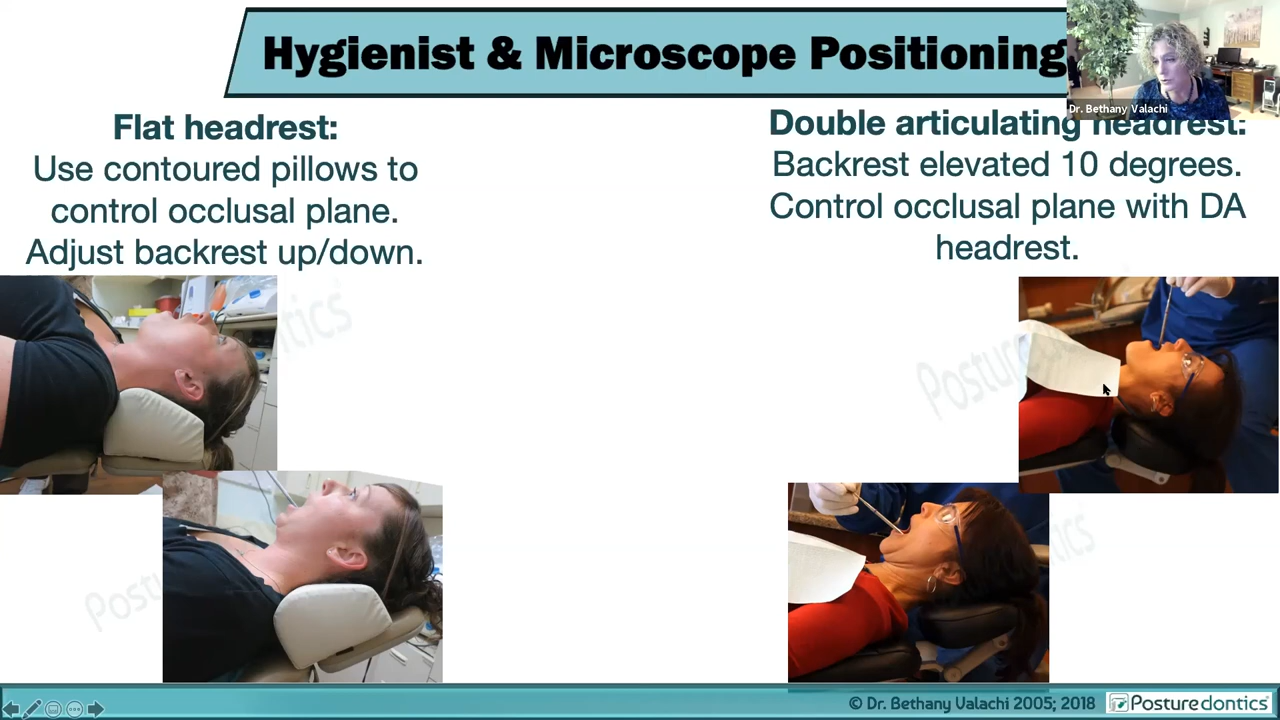 Hygienist & Microscope Positioning
Dr. Bethany Valachi
Flat headrest:
Use contoured pillows to
control occlusal plane.
Adjust backrest up/down.
Double articulating headrest:
Backrest elevated 10 degrees.
Control occlusal plane with DA
headrest.
© Dr. Bethany Valachi 2005; 2018
Posturedontics